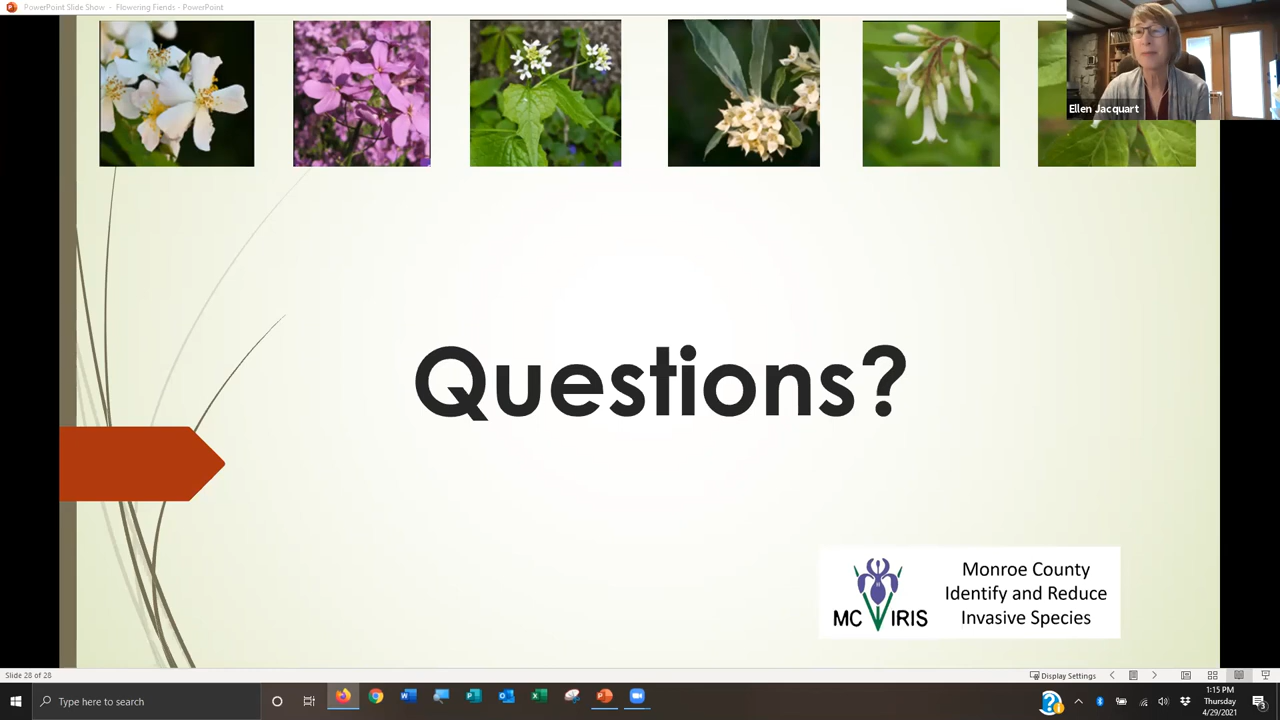 PowerPoint Slide Show - Flowering Fiends - PowerPoint
Ellen Jacquart
Questions?
MC IRIS
Monroe County
Identify and Reduce
Invasive Species
Slide 28 of 28
Display Settings
Type here to search
1:15 PM
Thursday
4/29/2021